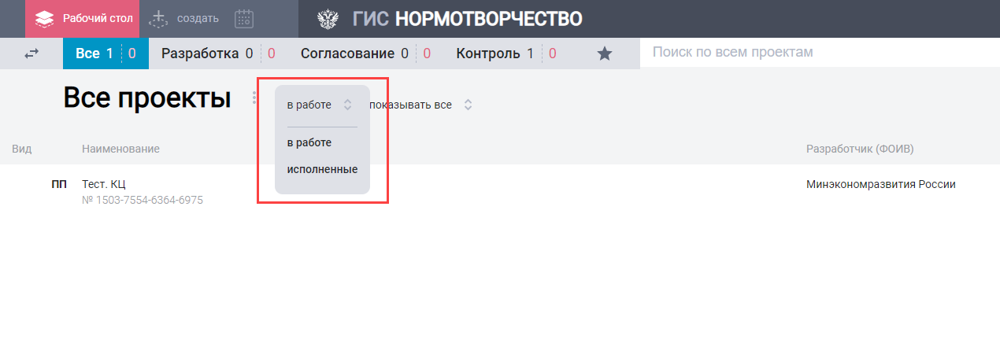 Рабочий стол создать ГИС НОРМОТВОРЧЕСТВО
Все 1 0 Разработка 0 0 Согласование 0 0 Контроль 1 0 Поиск по всем проектам
Все проекты в работе показывать все
в работе
исполненные
Вид Наименование Разработчик (ФОИВ)
ПП Тест. КЦ Минэкономразвития России
№ 1503-7554-6364-6975